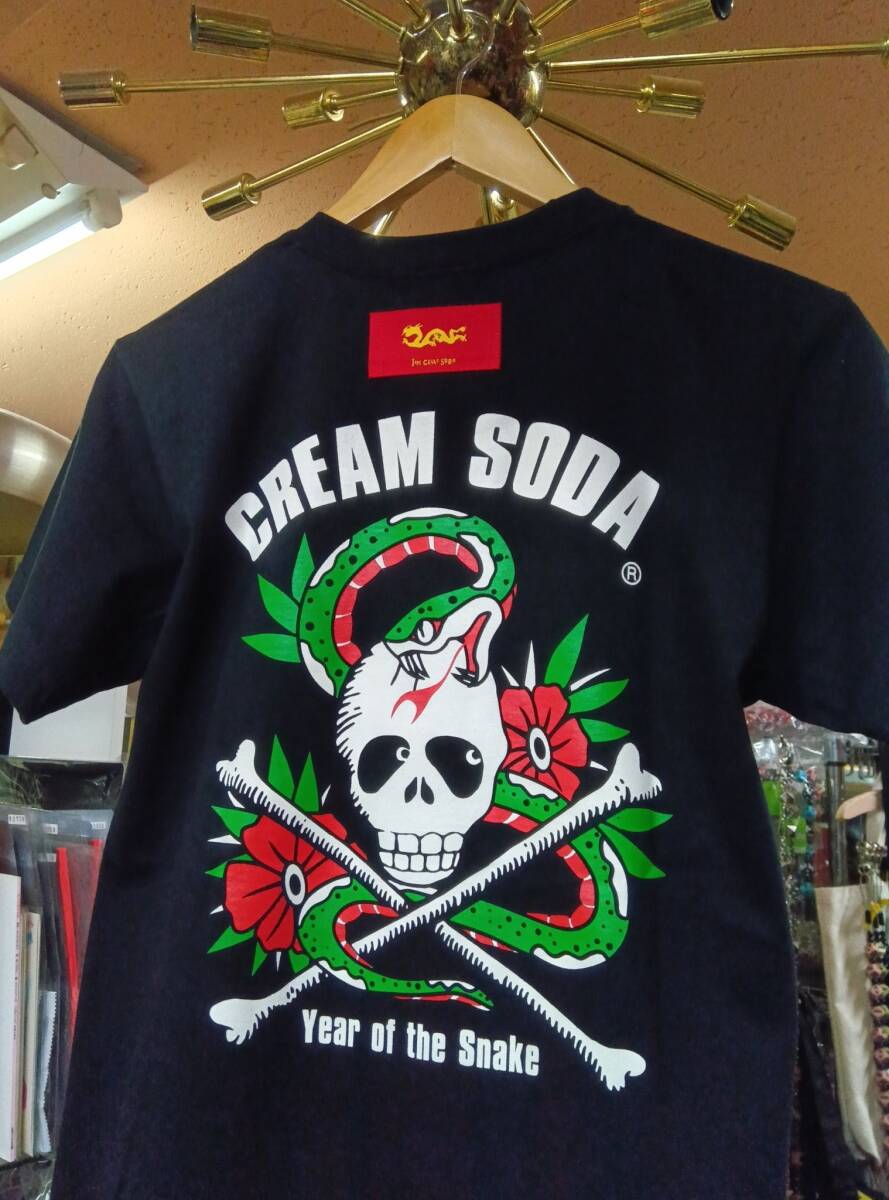 CREAM SODA
®
Year of the Snake